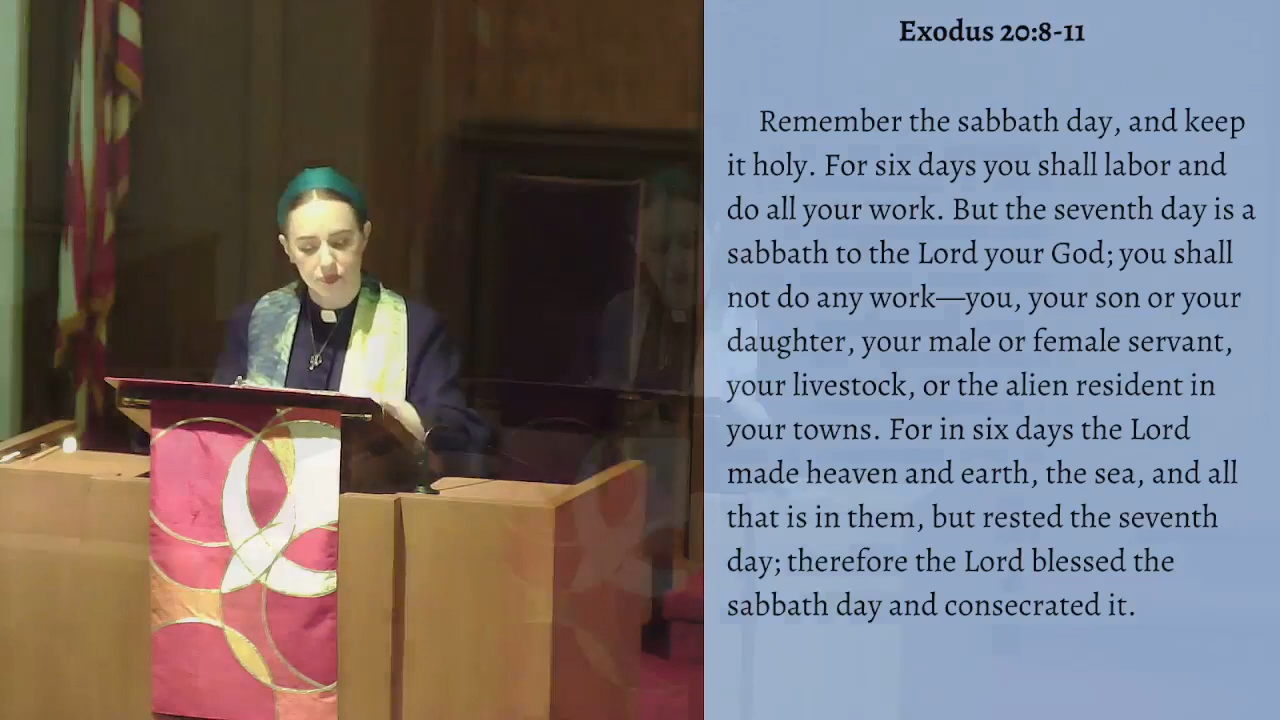 Exodus 20:8-11
Remember the sabbath day, and keep
it holy. For six days you shall labor and
do all your work. But the seventh day is a
sabbath to the Lord your God; you shall
not do any work—you, your son or your
daughter, your male or female servant,
your livestock, or the alien resident in
your towns. For in six days the Lord
made heaven and earth, the sea, and all
that is in them, but rested the seventh
day; therefore the Lord blessed the
sabbath day and consecrated it.